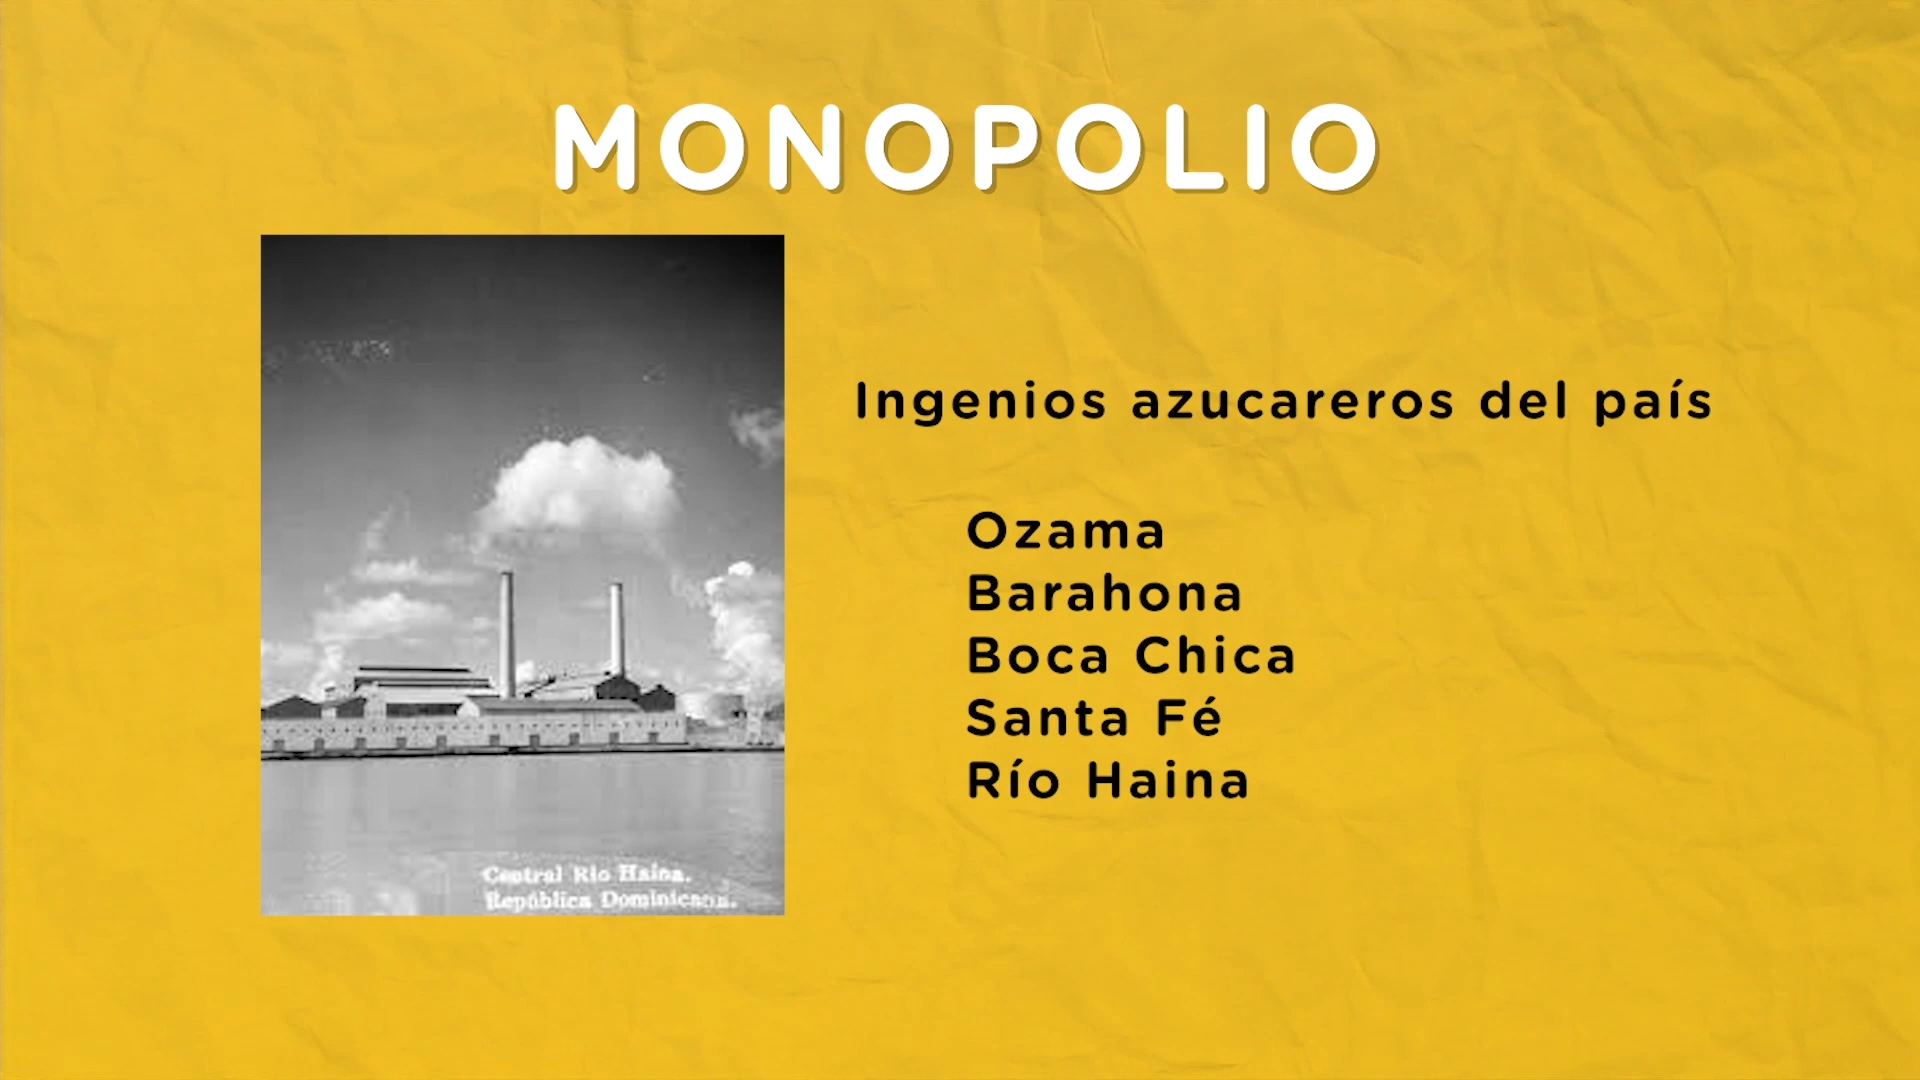 MONOPOLIO
Ingenios azucareros del país
Ozama
Barahona
Boca Chica
Santa Fé
Río Haina
Central Rio Haina.
República Dominicana.